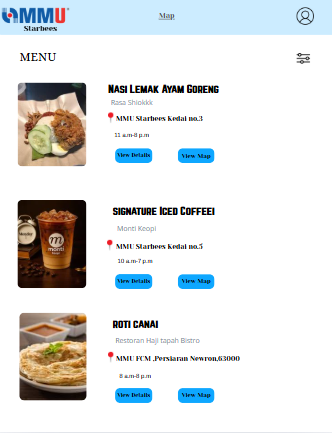 MMU
Starbees
Map
MENU
Nasi Lemak Ayam Goreng
Rasa Shiokkk
MMU Starbees Kedai no.3
11 a.m-8 p.m
View Details
View Map
signature Iced Coffeei
Monti Keopi
MMU Starbees Kedai no.5
10 a.m-7 p.m
View Details
View Map
monti
roti canai
Restoran Haji tapah Bistro
MMU FCM ,Persiaran Newron,63000
8 a.m-8 p.m
View Details
View Map